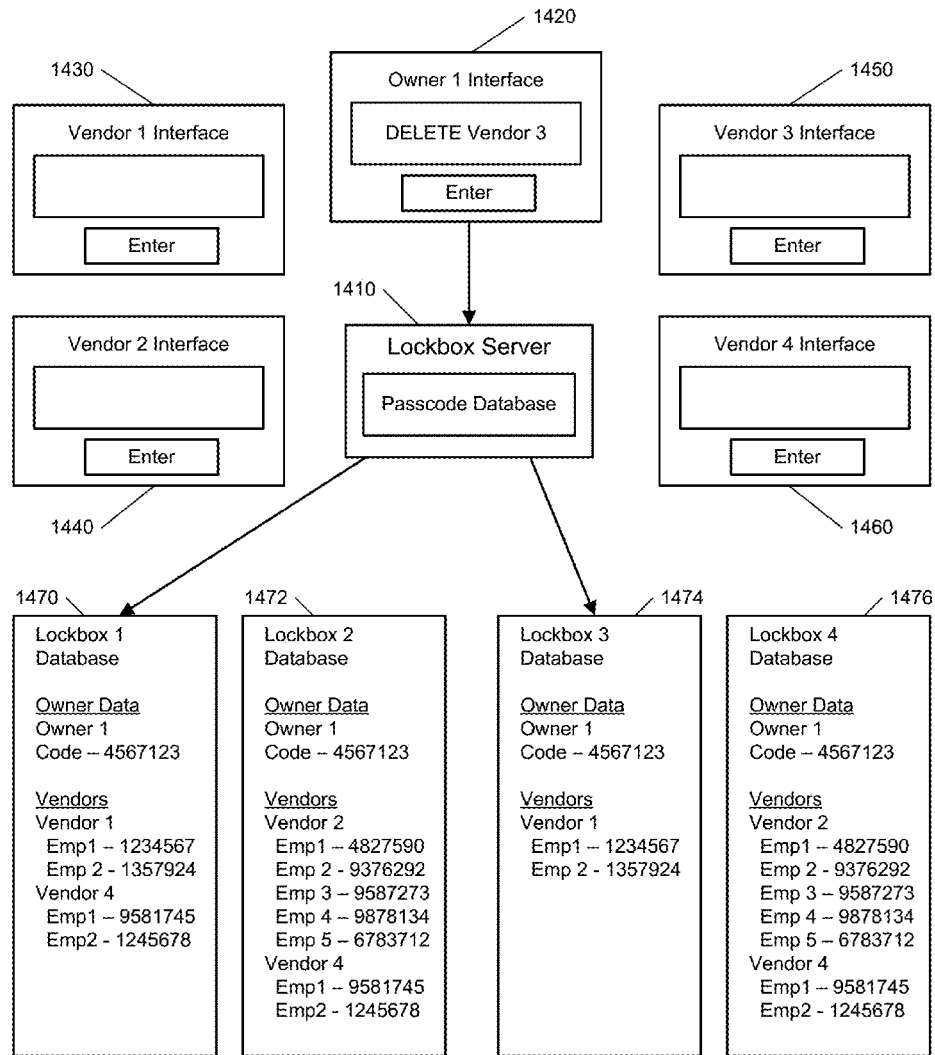 1420
Owner 1 Interface
DELETE Vendor 3
Enter
1430
Vendor 1 Interface
Enter
1450
Vendor 3 Interface
Enter
1410
Lockbox Server
Passcode Database
Vendor 2 Interface
Enter
1440
Vendor 4 Interface
Enter
1460
1470
Lockbox 1
Database
Owner Data
Owner 1
Code – 4567123
Vendors
Vendor 1
Emp1 – 1234567
Emp 2 - 1357924
Vendor 4
Emp1 – 9581745
Emp2 - 1245678
1472
Lockbox 2
Database
Owner Data
Owner 1
Code – 4567123
Vendors
Vendor 2
Emp1 – 4827590
Emp 2 - 9376292
Emp 3 – 9587273
Emp 4 – 9878134
Emp 5 – 6783712
Vendor 4
Emp1 – 9581745
Emp2 - 1245678
1474
Lockbox 3
Database
Owner Data
Owner 1
Code – 4567123
Vendors
Vendor 1
Emp1 – 1234567
Emp 2 - 1357924
1476
Lockbox 4
Database
Owner Data
Owner 1
Code – 4567123
Vendors
Vendor 2
Emp1 – 4827590
Emp 2 - 9376292
Emp 3 – 9587273
Emp 4 – 9878134
Emp 5 – 6783712
Vendor 4
Emp1 – 9581745
Emp2 - 1245678